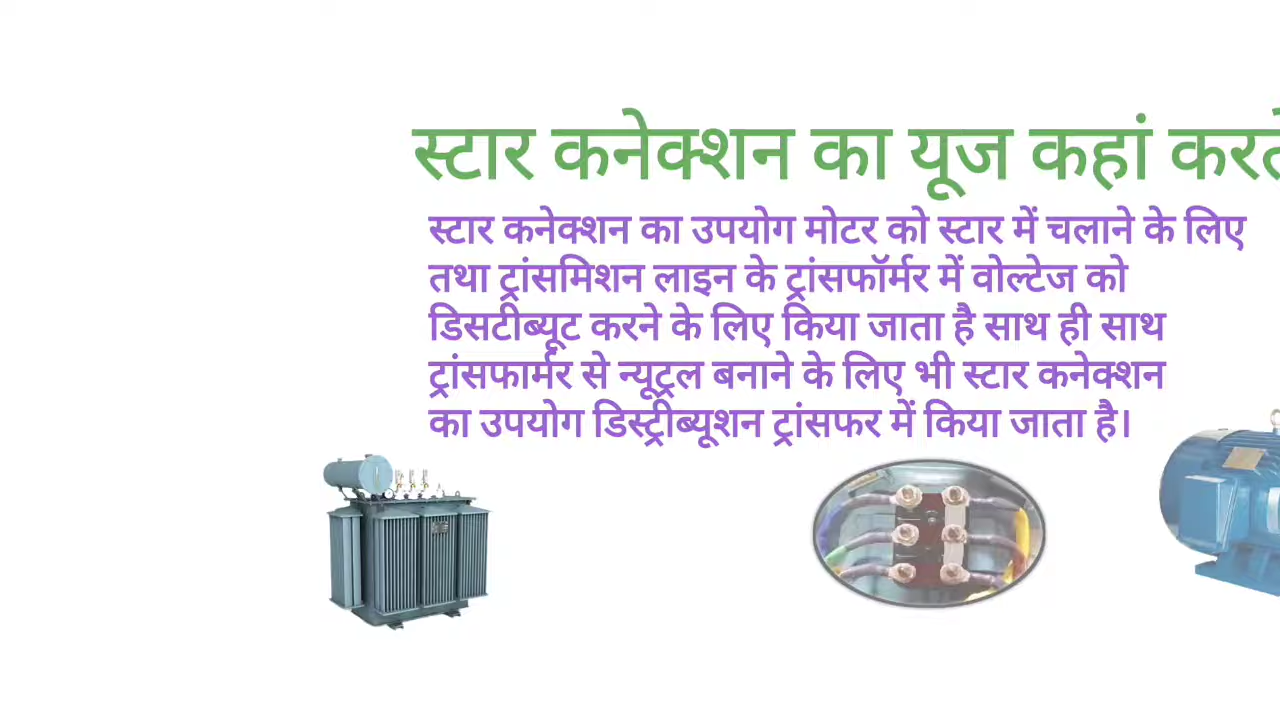 स्टार कनेक्शन का यूज कहां करते
स्टार कनेक्शन का उपयोग मोटर को स्टार में चलाने के लिए
तथा ट्रांसमिशन लाइन के ट्रांसफॉर्मर में वोल्टेज को
डिसटीब्यूट करने के लिए किया जाता है साथ ही साथ
ट्रांसफार्मर से न्यूट्रल बनाने के लिए भी स्टार कनेक्शन
का उपयोग डिस्ट्रीब्यूशन ट्रांसफर में किया जाता है।